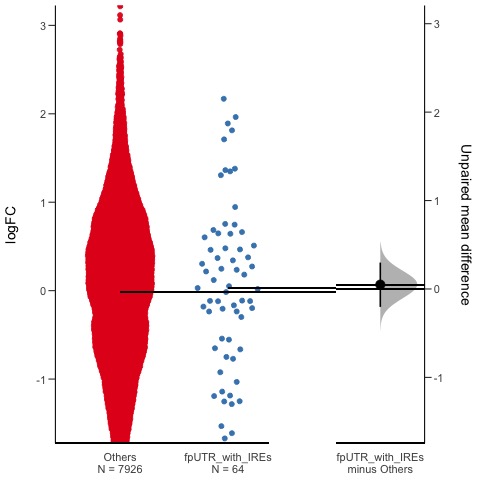 logFC
3
2
1
0
-1
3
2
1
0
-1
Unpaired mean difference
Others
N = 7926
fpUTR_with_IREs
N = 64
fpUTR_with_IREs
minus Others